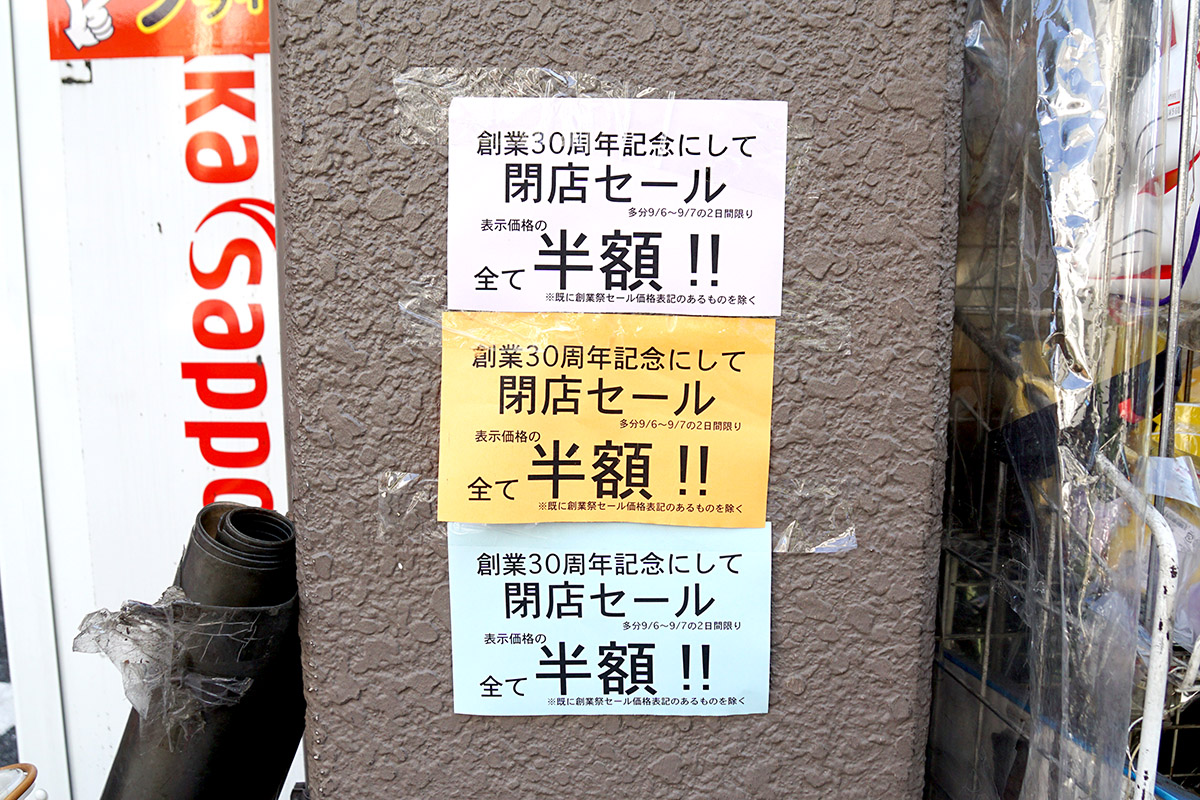 kka sappo
創業30周年記念にして
閉店セール
多分9/6～9/7の2日間限り
表示価格の
全て半額!!
※既に創業祭セール価格表記のあるものを除く
創業30周年記念にして
閉店セール
多分9/6～9/7の2日間限り
表示価格の
全て半額!!
※既に創業祭セール価格表記のあるものを除く
創業30周年記念にして
閉店セール
多分9/6～9/7の2日間限り
表示価格の
全て半額!!
※既に創業祭セール価格表記のあるものを除く